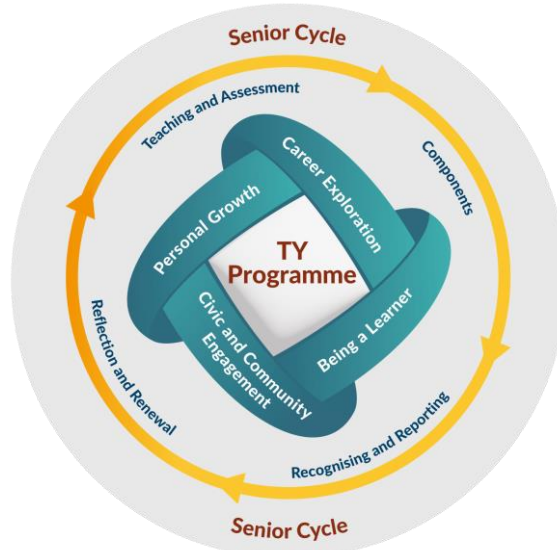 Senior Cycle
Teaching and Assessment
Components
Career Exploration
Personal Growth
TY
Programme
Being a Learner
Civic and Community
Engagement
Reflection and Renewal
Recognising and Reporting
Senior Cycle